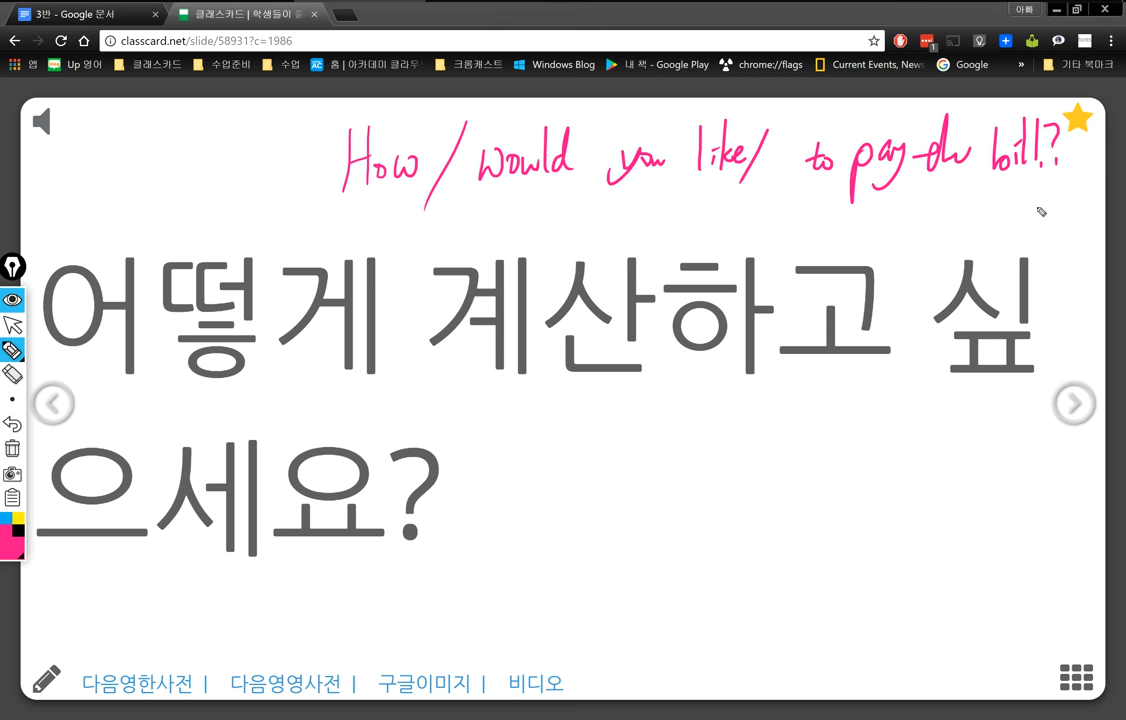 3반 - Google 문서
클래스카드 | 학생들이 좋
아빠
classcard.net/slide/58931?c=1986
1
앱 Up 영어 클래스카드 수업준비 수업 홈 | 아카데미 클라우 크롬캐스트 Windows Blog 내 책 - Google Play chrome://flags Current Events, News Google » 기타 북마크
How / would you like / to pay the bill?
어떻게 계산하고 싶
으세요?
다음영한사전 | 다음영영사전 | 구글이미지 | 비디오